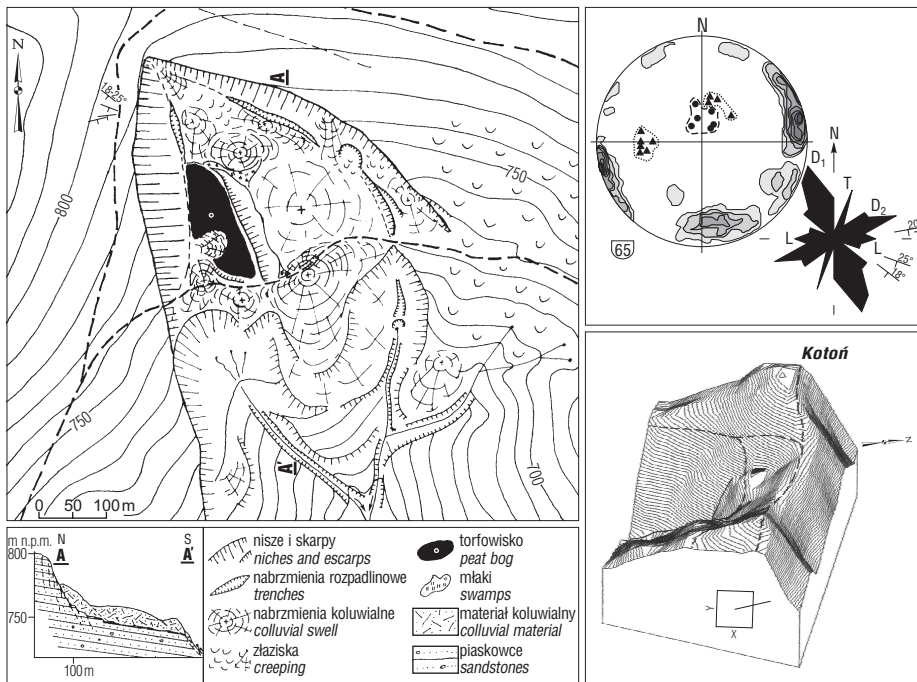 N
18-25°
A
750
800
750
A'
700
0 50 100 m
N
N
D1
T
D2
L
L
65
20°
25°
18°
Kotoń
Z
Y
X
m n.p.m.
N
A
S
A'
800
750
100 m
nisze i skarpy
niches and escarps
nabrzmienia rozpadlinowe
trenches
nabrzmienia koluwialne
colluvial swell
złaziska
creeping
torfowisko
peat bog
młaki
swamps
materiał koluwialny
colluvial material
piaskowce
sandstones